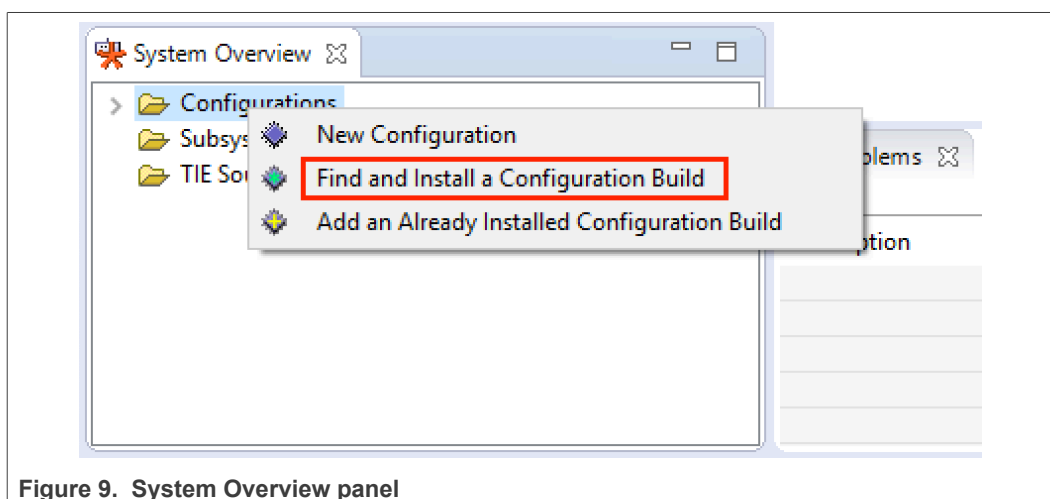 System Overview
Configurations
Subsys
New Configuration
TIE Sou
Find and Install a Configuration Build
Add an Already Installed Configuration Build
blems
ption
Figure 9. System Overview panel